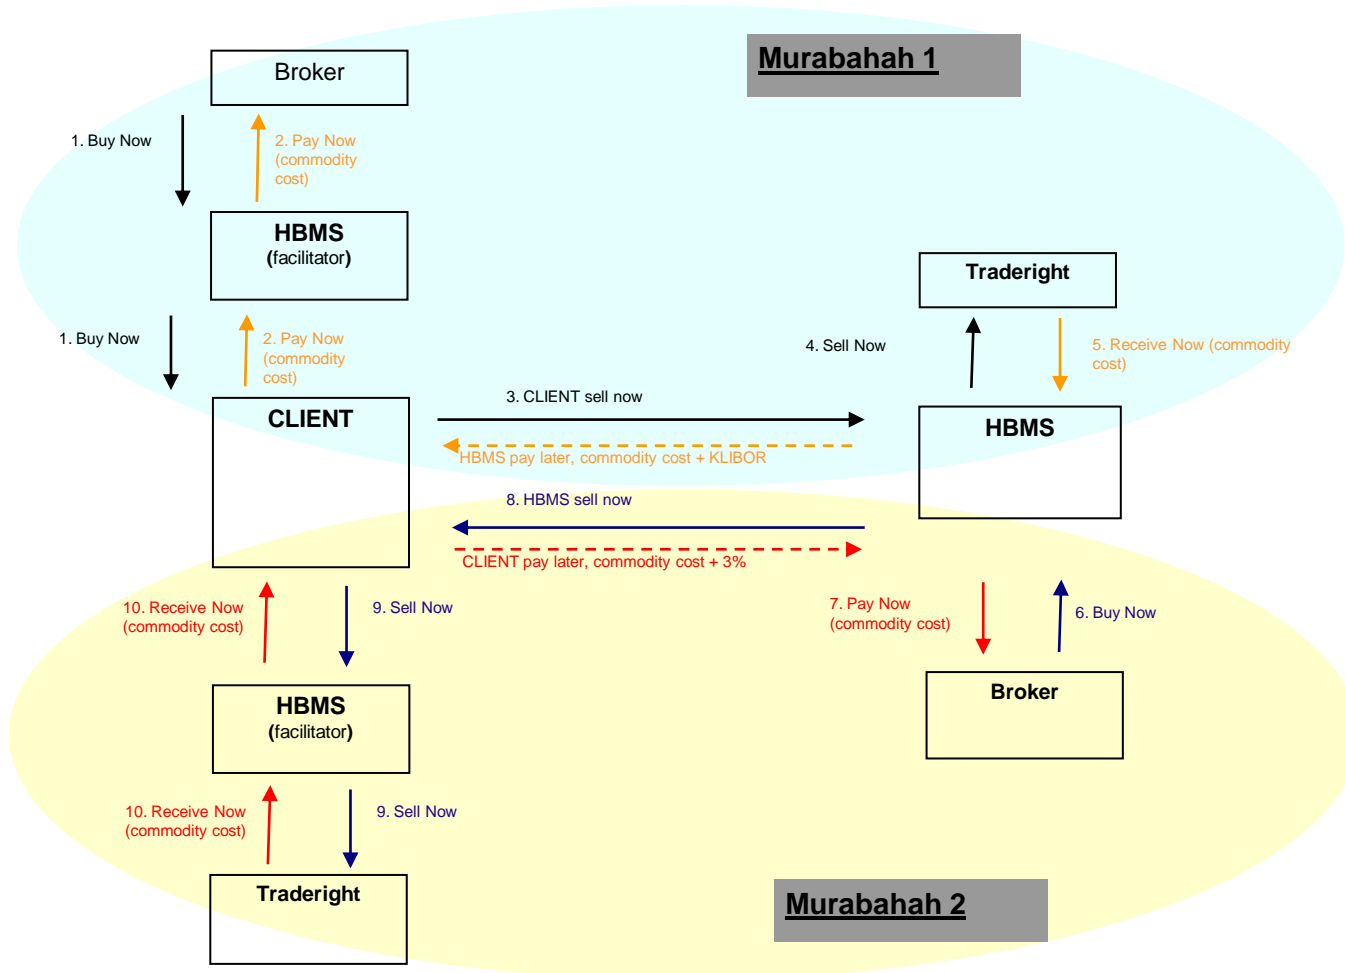 Murabahah 1
Broker
1. Buy Now
2. Pay Now
(commodity
cost)
HBMS
(facilitator)
Traderight
1. Buy Now
2. Pay Now
(commodity
cost)
4. Sell Now
5. Receive Now (commodity
cost)
CLIENT
3. CLIENT sell now
HBMS
HBMS pay later, commodity cost + KLIBOR
8. HBMS sell now
CLIENT pay later, commodity cost + 3%
10. Receive Now
(commodity cost)
9. Sell Now
7. Pay Now
(commodity cost)
6. Buy Now
HBMS
(facilitator)
Broker
10. Receive Now
(commodity cost)
9. Sell Now
Traderight
Murabahah 2